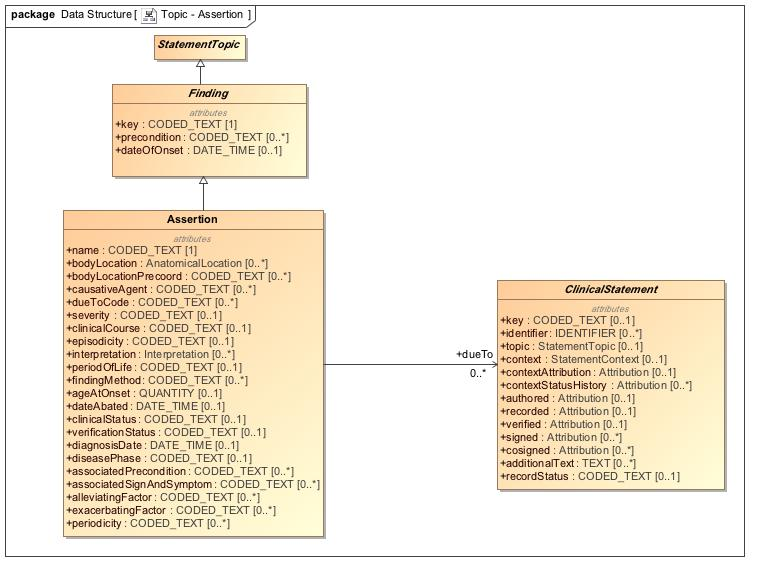 package Data Structure [ Topic - Assertion ]
StatementTopic
Finding
attributes
+key : CODED_TEXT [1]
+precondition : CODED_TEXT [0..*]
+dateOfOnset : DATE_TIME [0..1]
Assertion
attributes
+name : CODED_TEXT [1]
+bodyLocation : AnatomicalLocation [0..*]
+bodyLocationPrecoord : CODED_TEXT [0..*]
+causativeAgent : CODED_TEXT [0..*]
+dueToCode : CODED_TEXT [0..*]
+severity : CODED_TEXT [0..1]
+clinicalCourse : CODED_TEXT [0..1]
+episodicity : CODED_TEXT [0..1]
+interpretation : Interpretation [0..*]
+periodOfLife : CODED_TEXT [0..1]
+findingMethod : CODED_TEXT [0..*]
+ageAtOnset : QUANTITY [0..1]
+dateAbated : DATE_TIME [0..1]
+clinicalStatus : CODED_TEXT [0..1]
+verificationStatus : CODED_TEXT [0..1]
+diagnosisDate : DATE_TIME [0..1]
+diseasePhase : CODED_TEXT [0..1]
+associatedPrecondition : CODED_TEXT [0..*]
+associatedSignAndSymptom : CODED_TEXT [0..*]
+alleviatingFactor : CODED_TEXT [0..*]
+exacerbatingFactor : CODED_TEXT [0..*]
+periodicity : CODED_TEXT [0..*]
+dueTo
0..*
ClinicalStatement
attributes
+key : CODED_TEXT [0..1]
+identifier : IDENTIFIER [0..*]
+topic : StatementTopic [0..1]
+context : StatementContext [0..1]
+contextAttribution : Attribution [0..1]
+contextStatusHistory : Attribution [0..*]
+authored : Attribution [0..1]
+recorded : Attribution [0..1]
+verified : Attribution [0..1]
+signed : Attribution [0..*]
+cosigned : Attribution [0..*]
+additionalText : TEXT [0..*]
+recordStatus : CODED_TEXT [0..1]